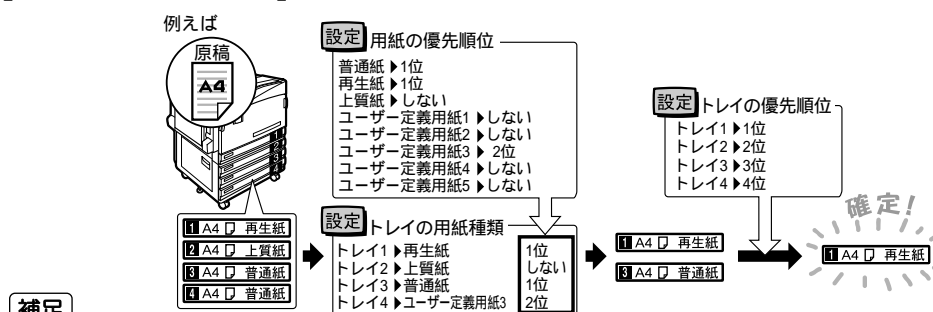 例えば
原稿
A4
1
2
3
4
1 A4 再生紙
2 A4 上質紙
3 A4 普通紙
4 A4 普通紙
設定 用紙の優先順位
普通紙▶1位
再生紙▶1位
上質紙▶しない
ユーザー定義用紙1▶しない
ユーザー定義用紙2▶しない
ユーザー定義用紙3▶ 2位
ユーザー定義用紙4▶しない
ユーザー定義用紙5▶しない
設定 トレイの用紙種類
トレイ1▶再生紙 1位
トレイ2▶上質紙 しない
トレイ3▶普通紙 1位
トレイ4▶ユーザー定義用紙3 2位
1 A4 再生紙
3 A4 普通紙
設定 トレイの優先順位
トレイ1▶1位
トレイ2▶2位
トレイ3▶3位
トレイ4▶4位
確定!
1 A4 再生紙
補足